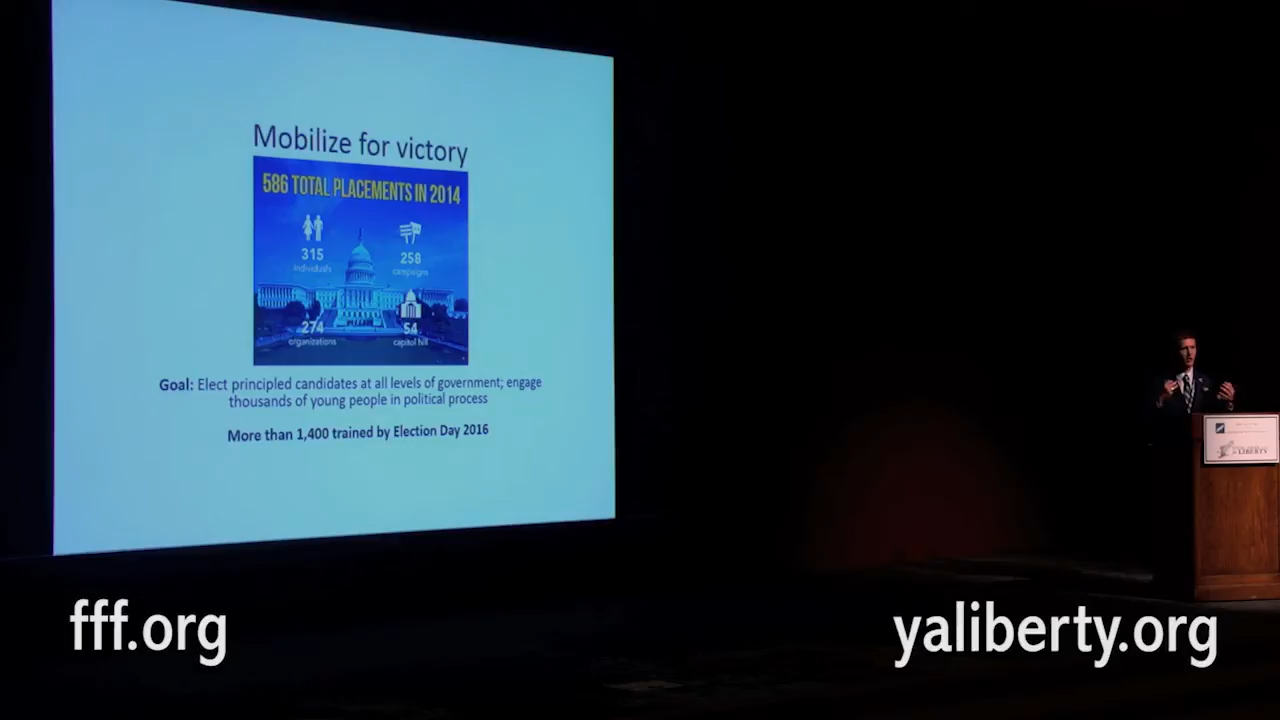 Mobilize for victory
586 TOTAL PLACEMENTS IN 2014
315
individuals
258
campaigns
274
organizations
54
capitol hill
Goal: Elect principled candidates at all levels of government; engage
thousands of young people in political process
More than 1,400 trained by Election Day 2016
LIBERTY
fff.org
yaliberty.org